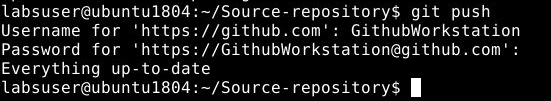 labsuser@ubuntu1804:~/Source-repository$ git push
Username for 'https://github.com': GithubWorkstation
Password for 'https://GithubWorkstation@github.com':
Everything up-to-date
labsuser@ubuntu1804:~/Source-repository$